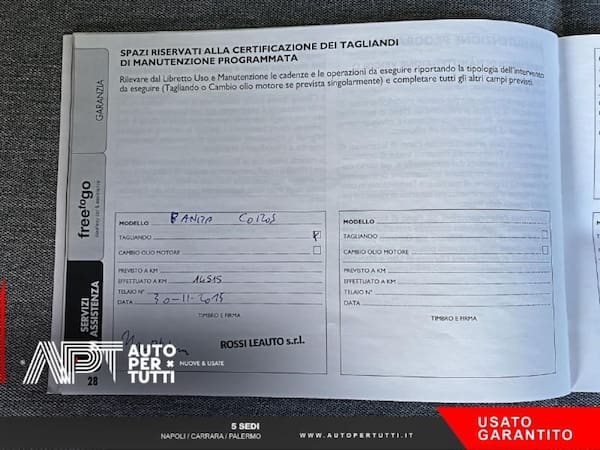 SPAZI RISERVATI ALLA CERTIFICAZIONE DEI TAGLIANDI
DI MANUTENZIONE PROGRAMMATA
Rilevare dal Libretto Uso e Manutenzione le cadenze e le operazioni da eseguire riportando la tipologia dell'intervento
da eseguire (Tagliando o Cambio olio motore se prevista singolarmente) e completare tutti gli altri campi previsti.
GARANZIA
freetogo
SERVIZI
ASSISTENZA
28
MODELLO PANDA
TAGLIANDO
CAMBIO OLIO MOTORE
PREVISTO A KM
EFFETTUATO A KM 14515
TELAIO N°
DATA 30-11-2015
TIMBRO E FIRMA
ROSSI LEAUTO s.r.l.
MODELLO
TAGLIANDO
CAMBIO OLIO MOTORE
PREVISTO A KM
EFFETTUATO A KM
TELAIO N°
DATA
TIMBRO E FIRMA
APT AUTO
PER
TUTTI
NUOVE & USATE
5 SEDI
NAPOLI / CARRARA / PALERMO
WWW.AUTOPERTUTTI.IT
USATO
GARANTITO